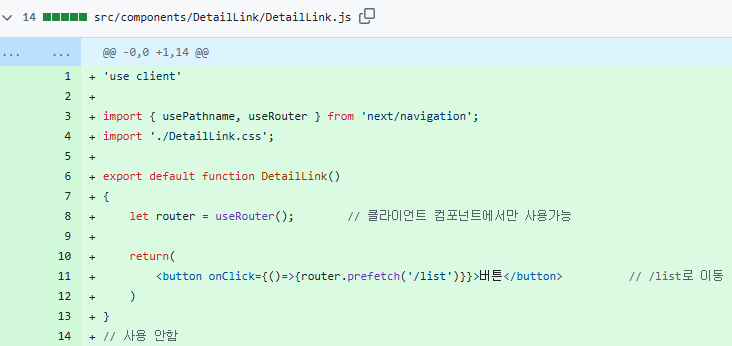 14 src/components/DetailLink/DetailLink.js
... ... @@ -0,0 +1,14 @@
1 + 'use client'
2 +
3 + import { usePathname, useRouter } from 'next/navigation';
4 + import './DetailLink.css';
5 +
6 + export default function DetailLink()
7 + {
8 + let router = useRouter(); // 클라이언트 컴포넌트에서만 사용가능
9 +
10 + return(
11 + <button onClick={()=>{router.prefetch('/list')}}>버튼</button> // /list로 이동
12 + )
13 + }
14 + // 사용 안함